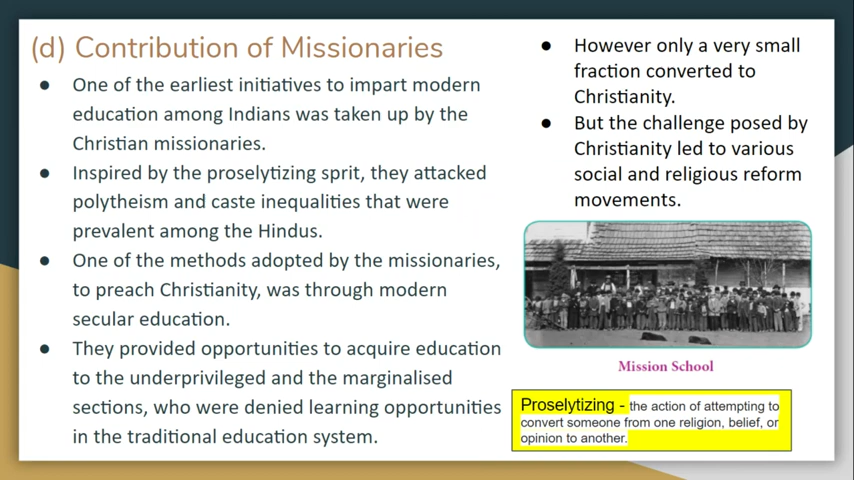 (d) Contribution of Missionaries
One of the earliest initiatives to impart modern
education among Indians was taken up by the
Christian missionaries.
Inspired by the proselytizing sprit, they attacked
polytheism and caste inequalities that were
prevalent among the Hindus.
One of the methods adopted by the missionaries,
to preach Christianity, was through modern
secular education.
They provided opportunities to acquire education
to the underprivileged and the marginalised
sections, who were denied learning opportunities
in the traditional education system.
However only a very small
fraction converted to
Christianity.
But the challenge posed by
Christianity led to various
social and religious reform
movements.
Mission School
Proselytizing - the action of attempting to
convert someone from one religion, belief, or
opinion to another.